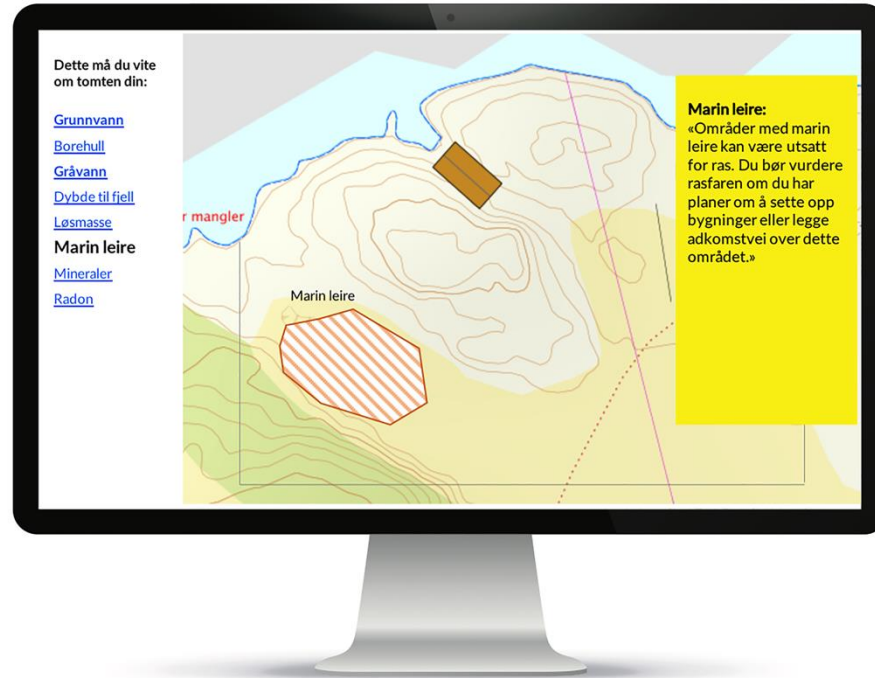 Dette må du vite
om tomten din:
Grunnvann
Borehull
Gråvann
Dybde til fjell
Løsmasse
Marin leire
Mineraler
Radon
r mangler
Marin leire
Marin leire:
«Områder med marin
leire kan være utsatt
for ras. Du bør vurdere
rasfaren om du har
planer om å sette opp
bygninger eller legge
adkomstvei over dette
området.»